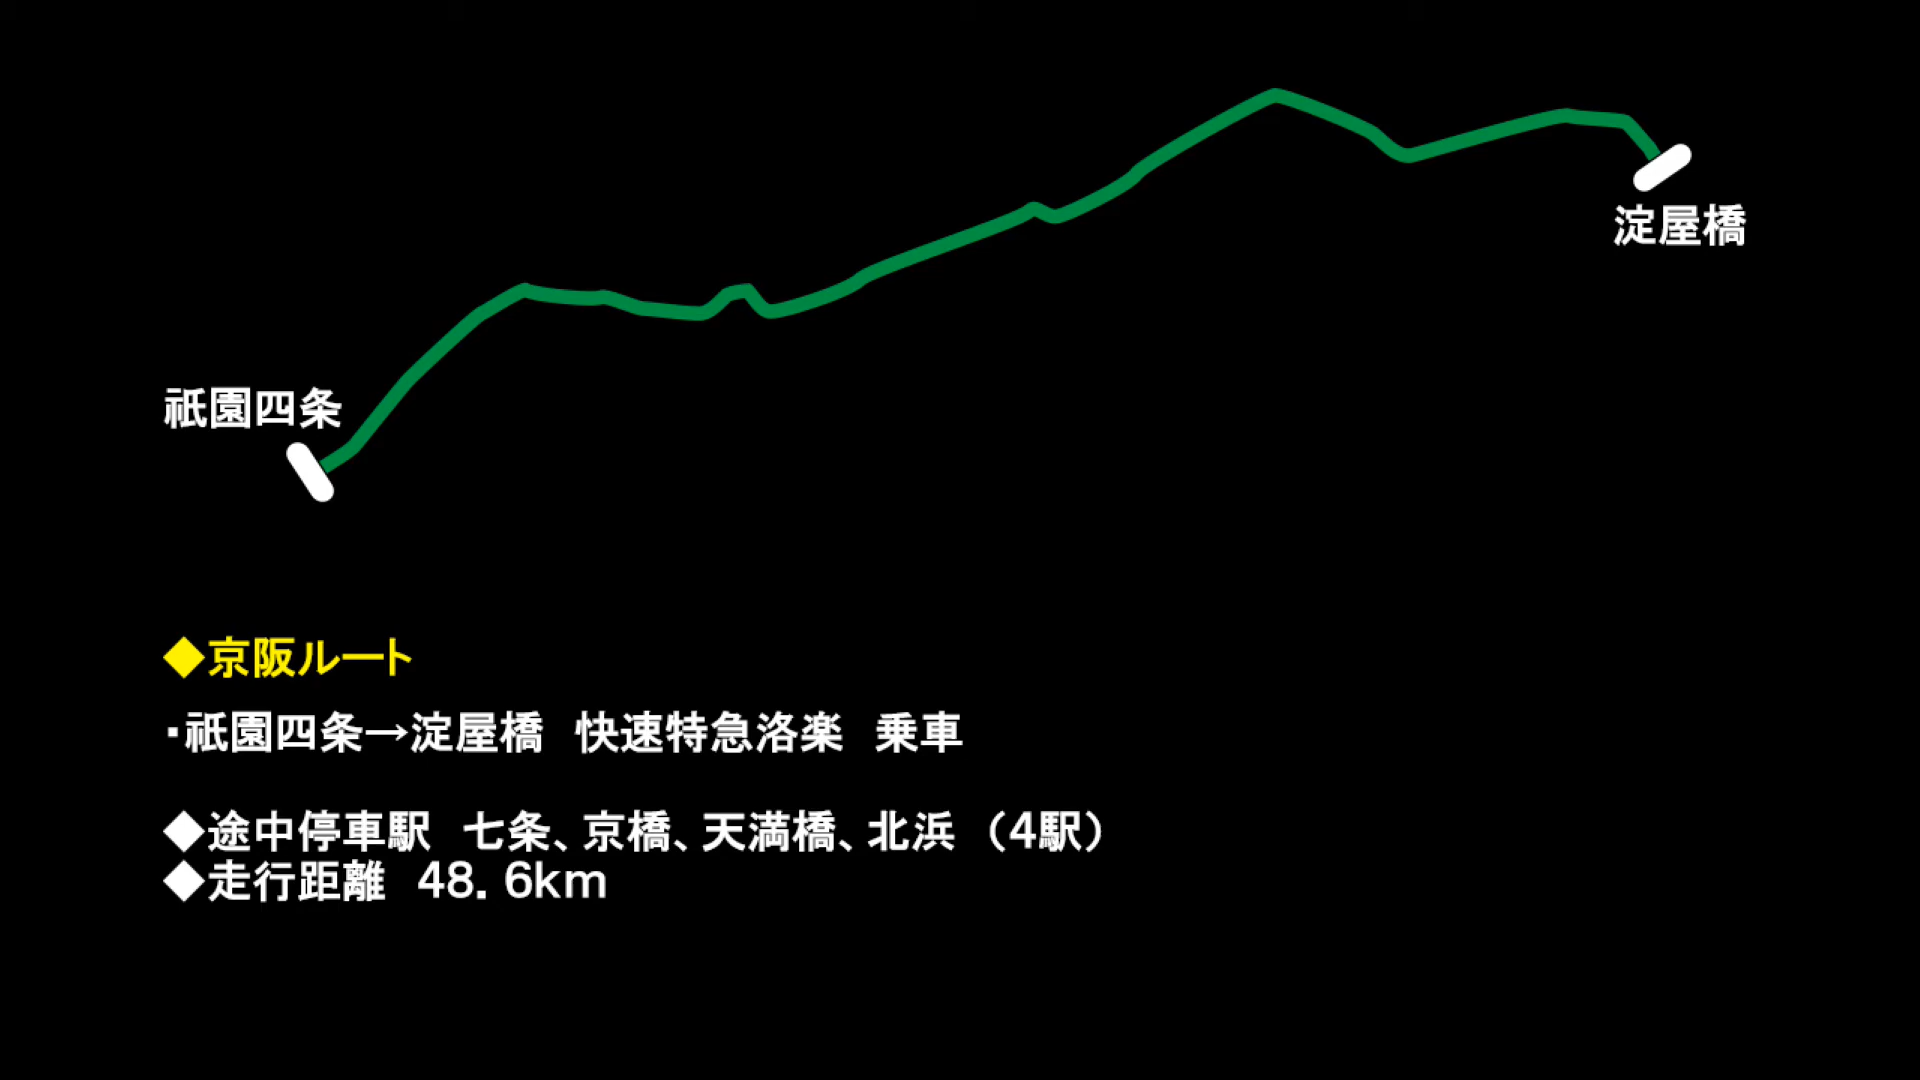 淀屋橋
祇園四条
◆京阪ルート
・祇園四条→淀屋橋　快速特急洛楽　乗車
◆途中停車駅　七条、京橋、天満橋、北浜（4駅）
◆走行距離　48．6km